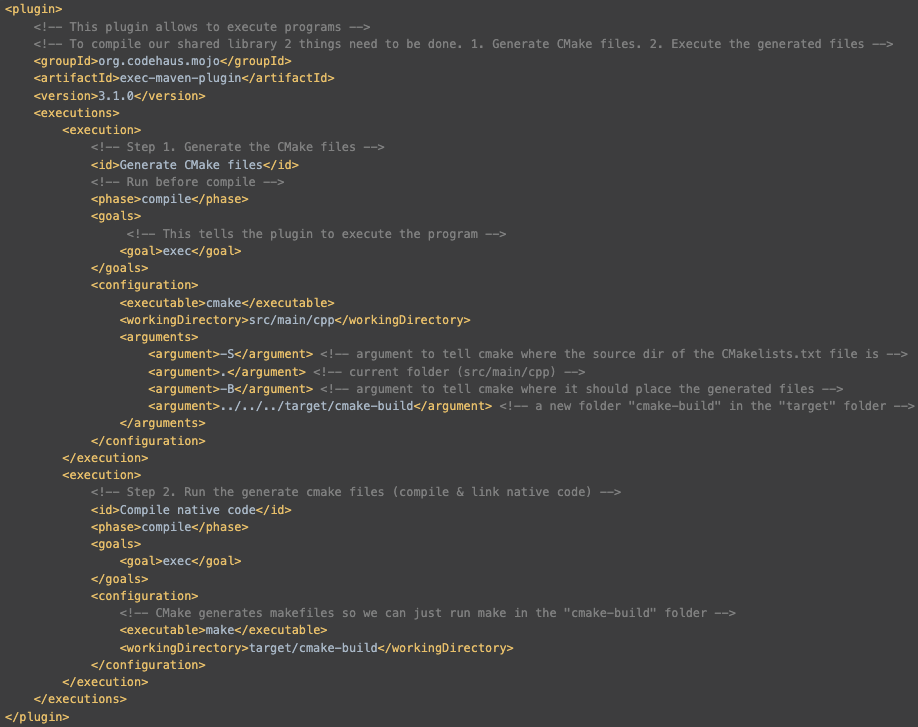 <plugin>
    <!-- This plugin allows to execute programs -->
    <!-- To compile our shared library 2 things need to be done. 1. Generate CMake files. 2. Execute the generated files -->
    <groupId>org.codehaus.mojo</groupId>
    <artifactId>exec-maven-plugin</artifactId>
    <version>3.1.0</version>
    <executions>
        <execution>
            <!-- Step 1. Generate the CMake files -->
            <id>Generate CMake files</id>
            <!-- Run before compile -->
            <phase>compile</phase>
            <goals>
                 <!-- This tells the plugin to execute the program -->
                <goal>exec</goal>
            </goals>
            <configuration>
                <executable>cmake</executable>
                <workingDirectory>src/main/cpp</workingDirectory>
                <arguments>
                    <argument>-S</argument> <!-- argument to tell cmake where the source dir of the CMakelists.txt file is -->
                    <argument>.</argument> <!-- current folder (src/main/cpp) -->
                    <argument>-B</argument> <!-- argument to tell cmake where it should place the generated files -->
                    <argument>../../../target/cmake-build</argument> <!-- a new folder "cmake-build" in the "target" folder -->
                </arguments>
            </configuration>
        </execution>
        <execution>
            <!-- Step 2. Run the generate cmake files (compile & link native code) -->
            <id>Compile native code</id>
            <phase>compile</phase>
            <goals>
                <goal>exec</goal>
            </goals>
            <configuration>
                <!-- CMake generates makefiles so we can just run make in the "cmake-build" folder -->
                <executable>make</executable>
                <workingDirectory>target/cmake-build</workingDirectory>
            </configuration>
        </execution>
    </executions>
</plugin>